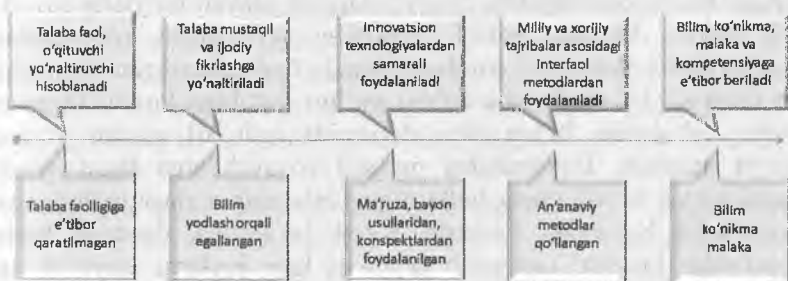 Talaba faol,
o'qituvchi
yo'naltiruvchi
hisoblanadi
Talaba mustaqil
va ijodiy
fikrlashga
yo'naltiriladi
Innovatsion
texnologiyalardan
samarali
foydalaniladi
Milliy va xorijiy
tajribalar asosidagi
Interfaol
metodlardan
foydalaniladi
Bilim, ko'nikma,
malaka va
kompetensiyaga
e'tibor beriladi
Talaba faolligiga
e'tibor
qaratilmagan
Bilim
yodlash orqali
egallangan
Ma'ruza, bayon
usullaridan,
konspektlardan
foydalanilgan
An'anaviy
metodlar
qo'llangan
Bilim
ko'nikma
malaka